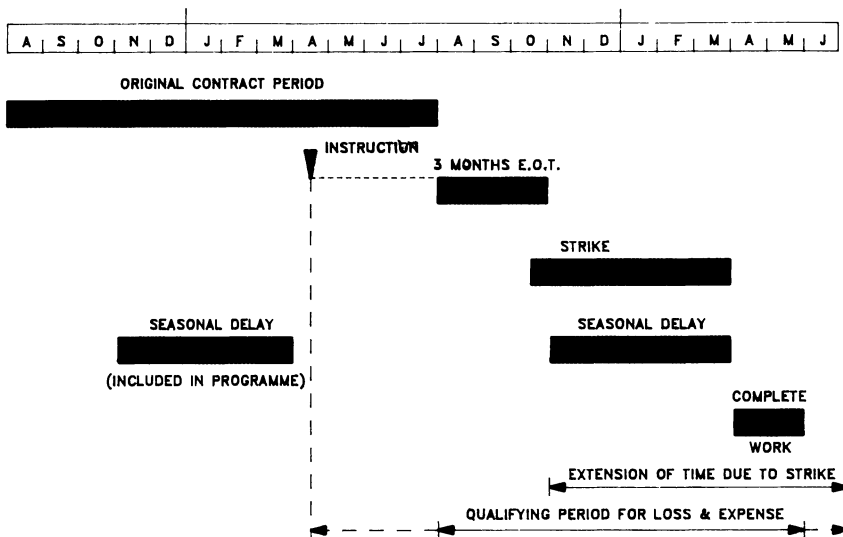 A S O N D J F M A M J J A S O N D J F M A M J
ORIGINAL CONTRACT PERIOD
INSTRUCTION
3 MONTHS E.O.T.
STRIKE
SEASONAL DELAY
SEASONAL DELAY
(INCLUDED IN PROGRAMME)
COMPLETE
WORK
EXTENSION OF TIME DUE TO STRIKE
QUALIFYING PERIOD FOR LOSS & EXPENSE